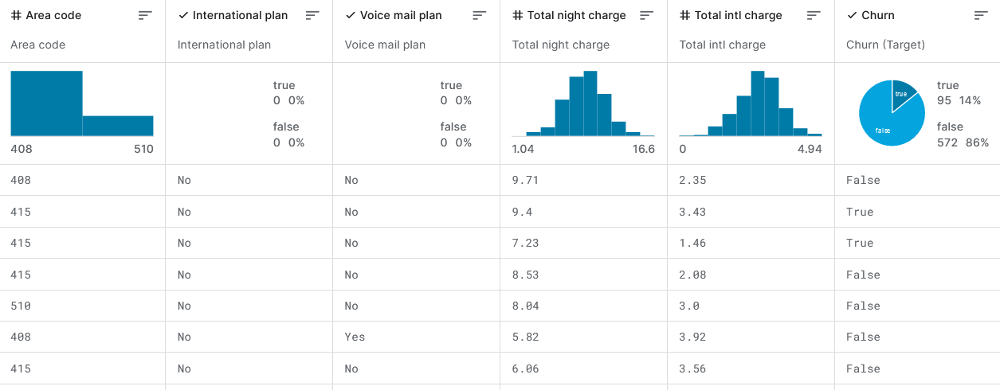 Area code International plan Voice mail plan Total night charge Total intl charge Churn
Area code International plan Voice mail plan Total night charge Total intl charge Churn (Target)
true true true true
0 0% 0 0% 95 14%
false false false false
0 0% 0 0% 572 86%
408 510 1.04 16.6 0 4.94
408 No No 9.71 2.35 False
415 No No 9.4 3.43 True
415 No No 7.23 1.46 True
415 No No 8.53 2.08 False
510 No No 8.04 3.0 False
408 No Yes 5.82 3.92 False
415 No No 6.06 3.56 False